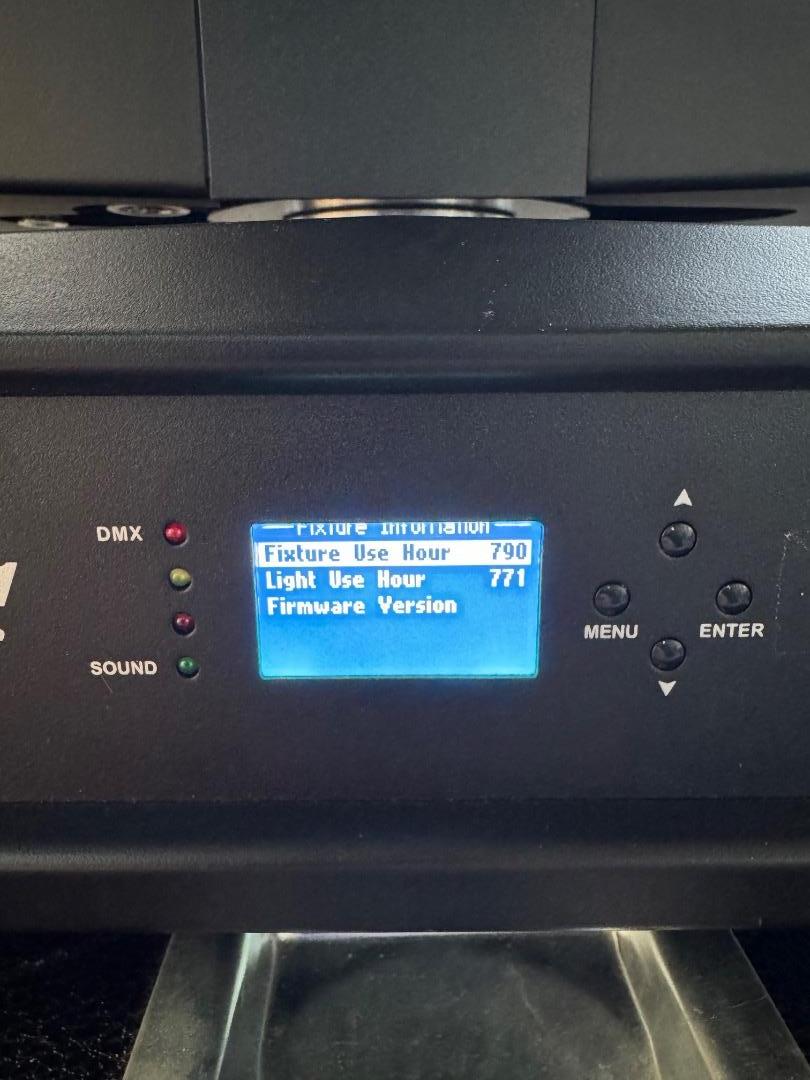 Fixture Information
DMX
Fixture Use Hour 790
Light Use Hour 771
Firmware Version
MENU
ENTER
SOUND